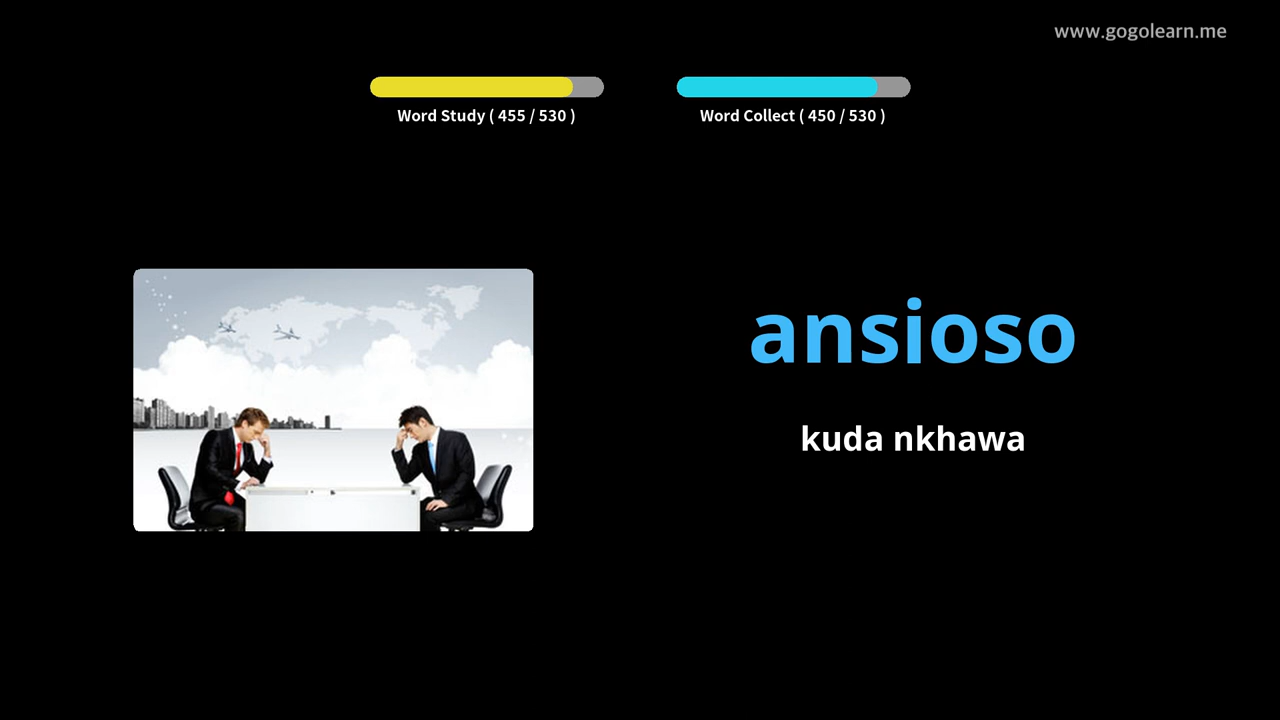 www.gogolearn.me
Word Study ( 455 / 530 )
Word Collect ( 450 / 530 )
ansioso
kuda nkhawa